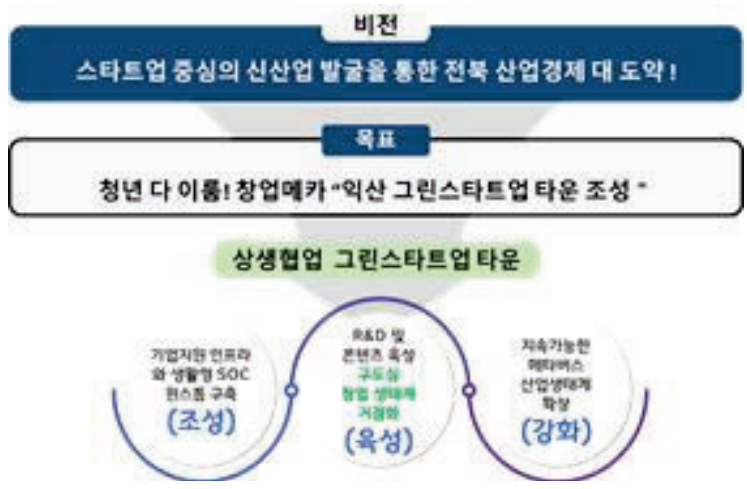 비전
스타트업 중심의 신산업 발굴을 통한 전북 산업경제 대 도약 !
목표
청년 다 이룸! 창업메카 “익산 그린스타트업 타운 조성 "
상생협업 그린스타트업 타운
기업지원 인프라
와 생활형 SOC
원스톱 구축
(조성)
R&D 및
콘텐츠 육성
구도심
창업 생태계
거점화
(육성)
지속가능한
메타버스
산업생태계
확장
(강화)